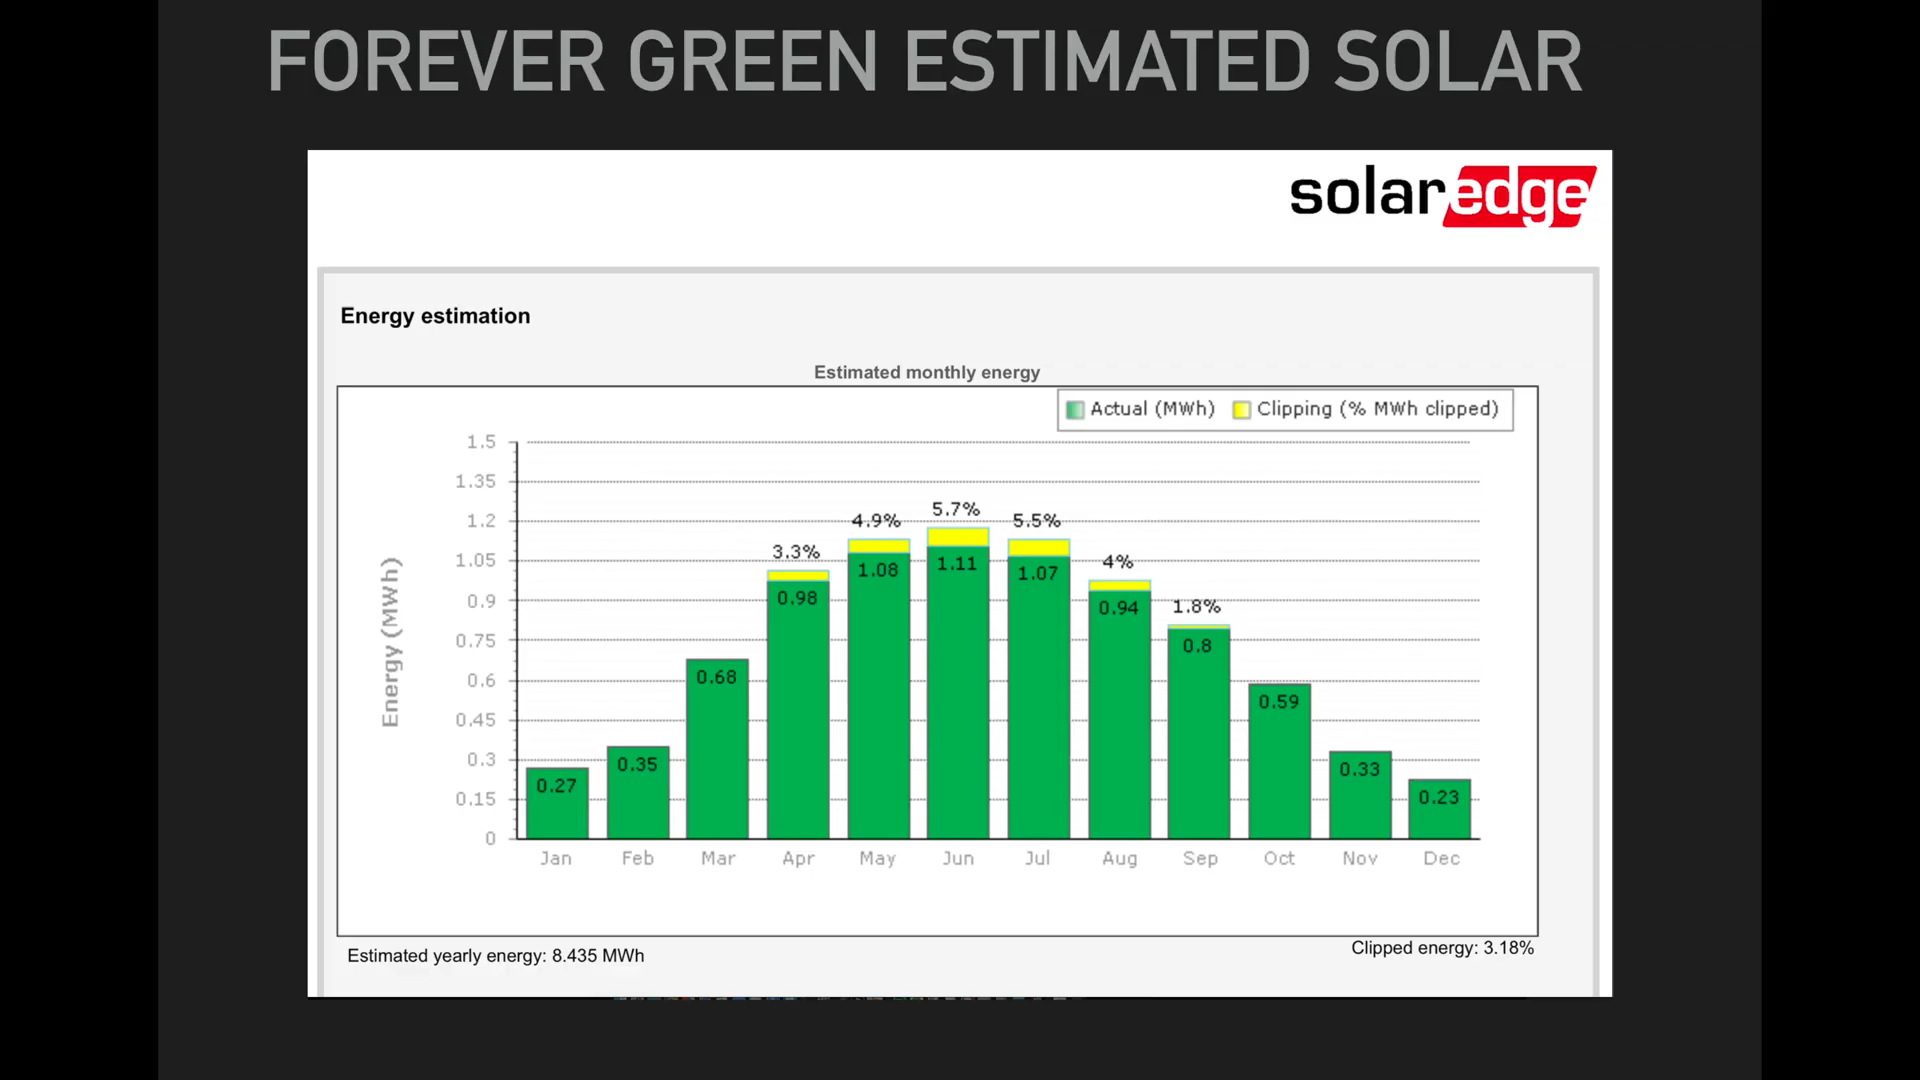 FOREVER GREEN ESTIMATED SOLAR
solaredge
Energy estimation
Estimated monthly energy
Actual (MWh) Clipping (% MWh clipped)
Energy (MWh)
1.5
1.35
1.2
1.05
0.9
0.75
0.6
0.45
0.3
0.15
0
3.3% 4.9% 5.7% 5.5% 4% 1.8%
0.27 0.35 0.68 0.98 1.08 1.11 1.07 0.94 0.8 0.59 0.33 0.23
Jan Feb Mar Apr May Jun Jul Aug Sep Oct Nov Dec
Estimated yearly energy: 8.435 MWh
Clipped energy: 3.18%